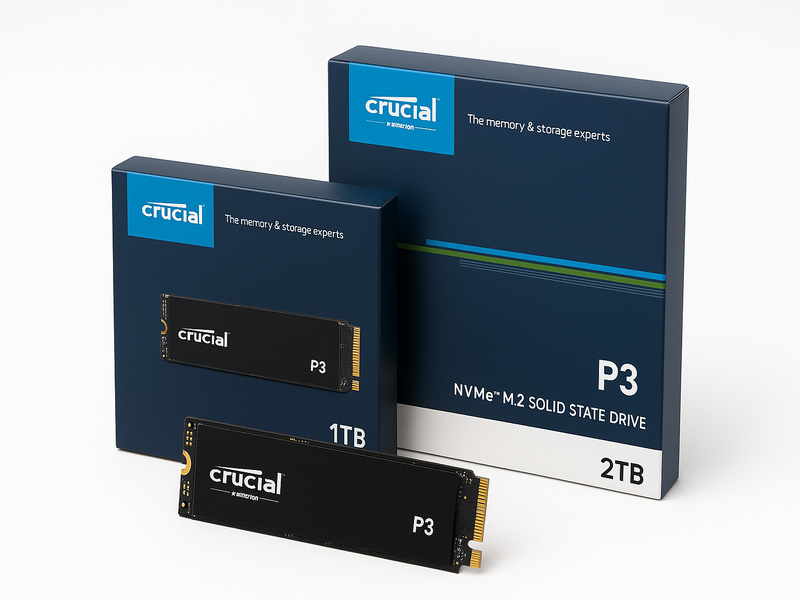 crucial
The memory & storage experts
crucial
P3
1TB
crucial
The memory & storage experts
P3
NVMe™ M.2 SOLID STATE DRIVE
2TB
crucial
P3